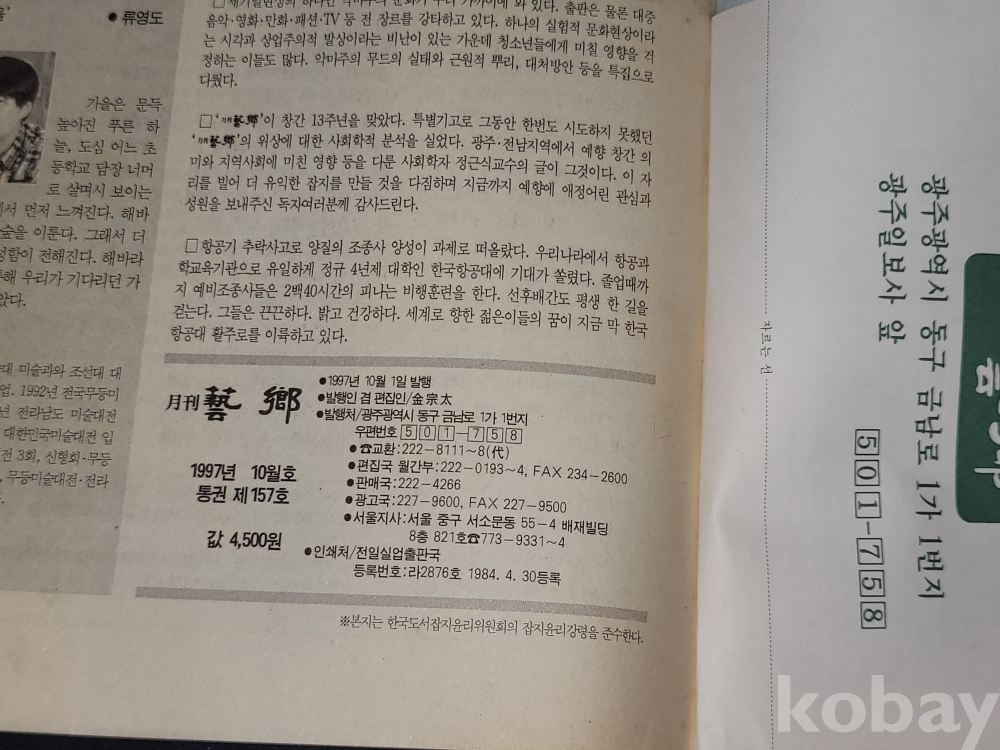 ● 류영도
가을은 문득
높아진 푸른 하
늘, 도심 어느 초
등학교 담장 너머
로 살며시 보이는
에서 먼저 느껴진다. 해바
숲을 이룬다. 그래서 더
성함이 전해진다. 해바라
해 우리가 기다리던 가
았다.
대 미술과와 조선대 대
업. 1992년 전국무등미
년 전라남도 미술대전
대한민국미술대전 입
전 3회, 신형회·무등
, 무등미술대전·전라
음악·영화·만화·패션·TV 등 전 장르를 강타하고 있다. 하나의 실험적 문화현상이라
는 시각과 상업주의적 발상이라는 비난이 있는 가운데 청소년들에게 미칠 영향을 걱
정하는 이들도 많다. 악마주의 무드의 실태와 근원적 뿌리, 대처방안 등을 특집으로
다뤘다.
□ '月刊藝鄕'이 창간 13주년을 맞았다. 특별기고로 그동안 한번도 시도하지 못했던
'月刊藝鄕'의 위상에 대한 사회학적 분석을 실었다. 광주·전남지역에서 예향 창간 의
미와 지역사회에 미친 영향 등을 다룬 사회학자 정근식교수의 글이 그것이다. 이 자
리를 빌어 더 유익한 잡지를 만들 것을 다짐하며 지금까지 예향에 애정어린 관심과
성원을 보내주신 독자여러분께 감사드린다.
□ 항공기 추락사고로 양질의 조종사 양성이 과제로 떠올랐다. 우리나라에서 항공과
학교육기관으로 유일하게 정규 4년제 대학인 한국항공대에 기대가 쏠렸다. 졸업때가
지 예비조종사들은 2백40시간의 피나는 비행훈련을 한다. 선후배간도 평생 한 길을
걷는다. 그들은 끈끈하다. 밝고 건강하다. 세계로 향한 젊은이들의 꿈이 지금 막 한국
항공대 활주로를 이륙하고 있다.
月刊 藝鄕
1997년 10월호
통권 제157호
값 4,500원
●1997년 10월 1일 발행
●발행인 겸 편집인/金宗太
●발행처/광주광역시 동구 금남로 1가 1번지
우편번호 501-758
●☎교환:222-8111~8(代)
●편집국 월간부:222-0193~4, FAX 234-2600
●판매국:222-4266
●광고국:227-9600, FAX 227-9500
●서울지사:서울 중구 서소문동 55-4 배재빌딩
8층 821호☎773-9331~4
●인쇄처/전일실업출판국
등록번호:라2876호 1984. 4. 30등록
※본지는 한국도서잡지윤리위원회의 잡지윤리강령을 준수한다.
자르는 선
광주광역시 동구 금남로 1가 1번지
광주일보사 앞
501-758
kobay